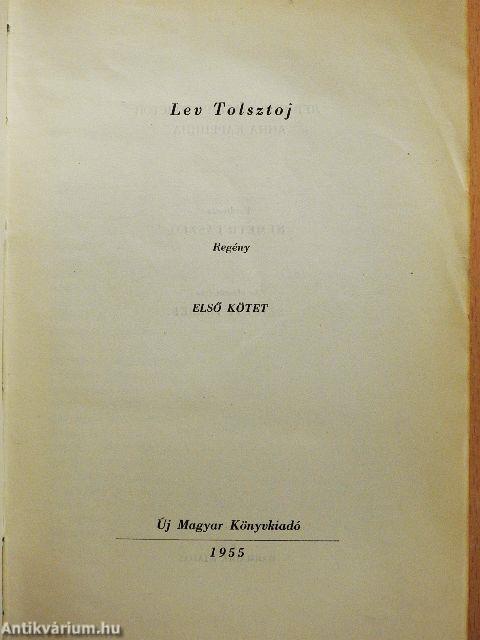 Lev Tolsztoj
Regény
ELSŐ KÖTET
Új Magyar Könyvkiadó
1955
Antikvárium.hu